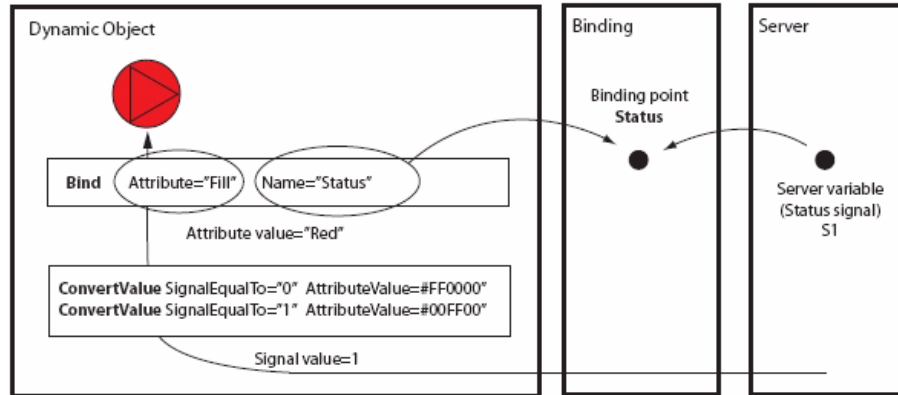 Dynamic Object
Binding
Server
Binding point
Status
Bind Attribute="Fill" Name="Status"
Server variable
(Status signal)
S1
Attribute value="Red"
ConvertValue SignalEqualTo="0" AttributeValue=#FF0000"
ConvertValue SignalEqualTo="1" AttributeValue=#00FF00"
Signal value=1